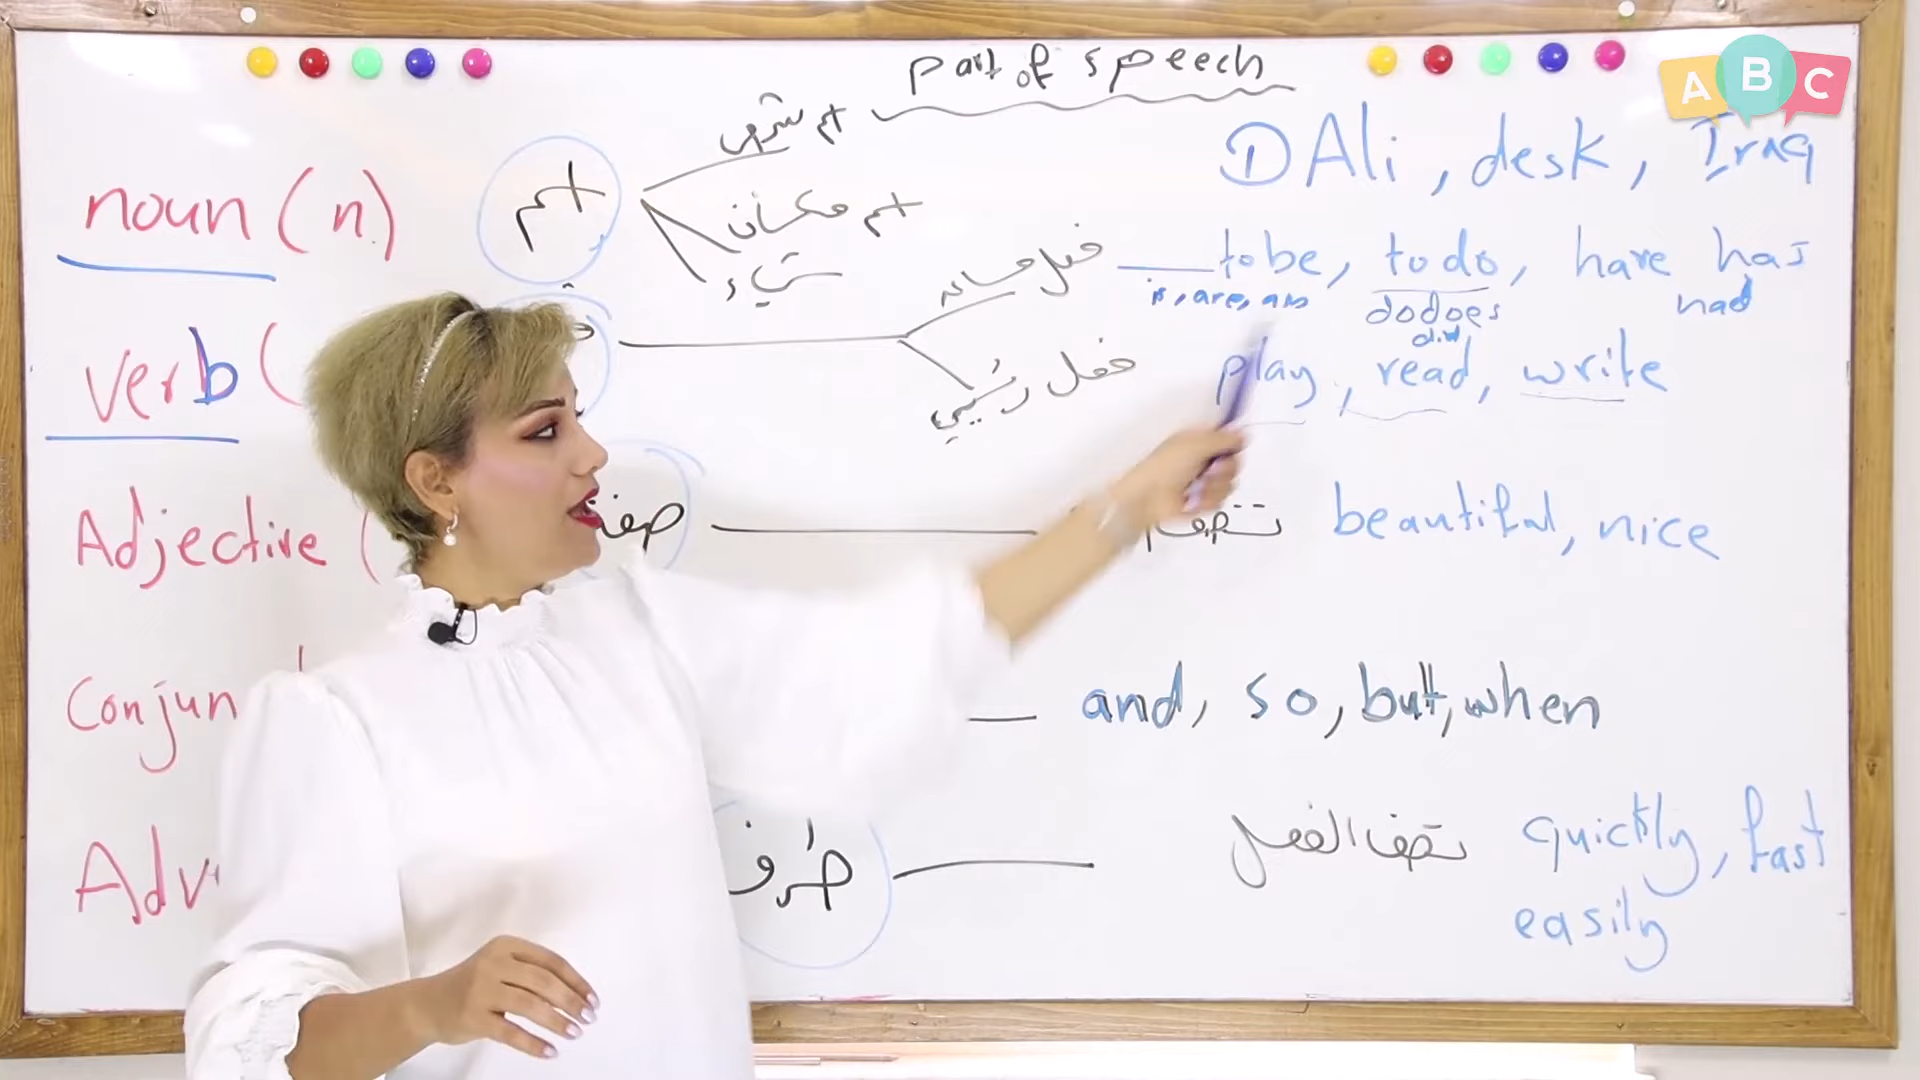 part of speech
A B C
noun (n)
اسم
اسم شخص
اسم مكان
شيء
① Ali, desk, Iraq
verb (
فعل مساعد
to be, to do, have has
is, are, am
do does
did
had
فعل رئيسي
play, read, write
Adjective (
صفة
تصف
beautiful, nice
Conjun
and, so, but, when
Adv
ظرف
تصف الفعل
quickly, fast
easily